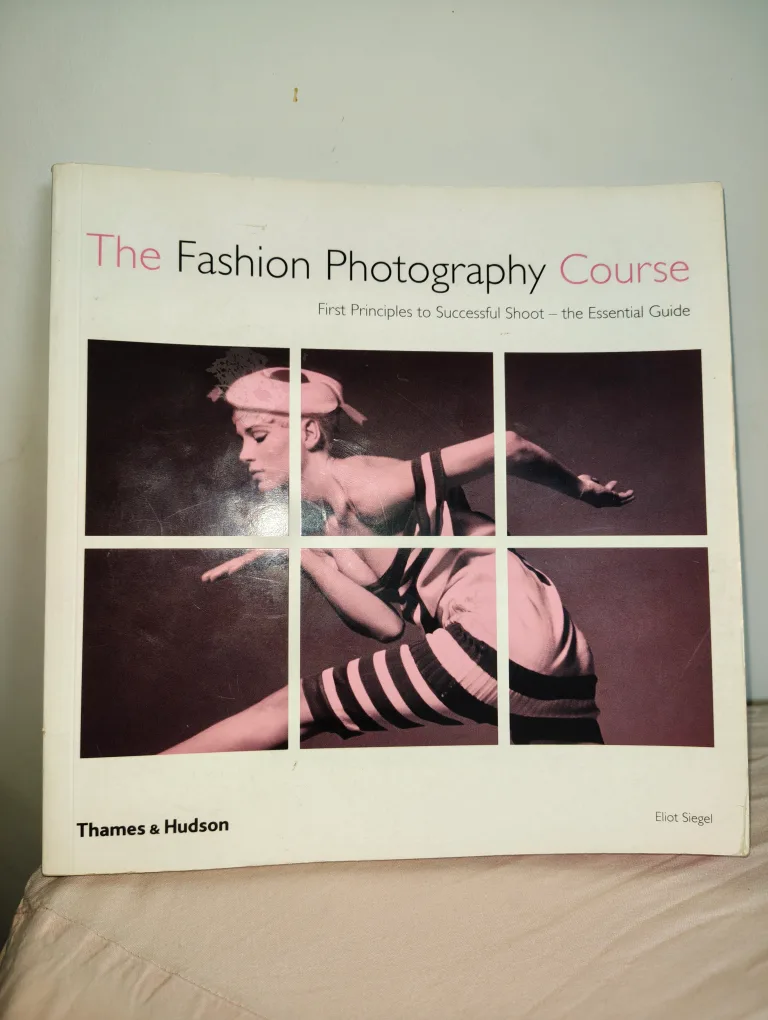 The Fashion Photography Course
First Principles to Successful Shoot – the Essential Guide
Thames & Hudson
Eliot Siegel